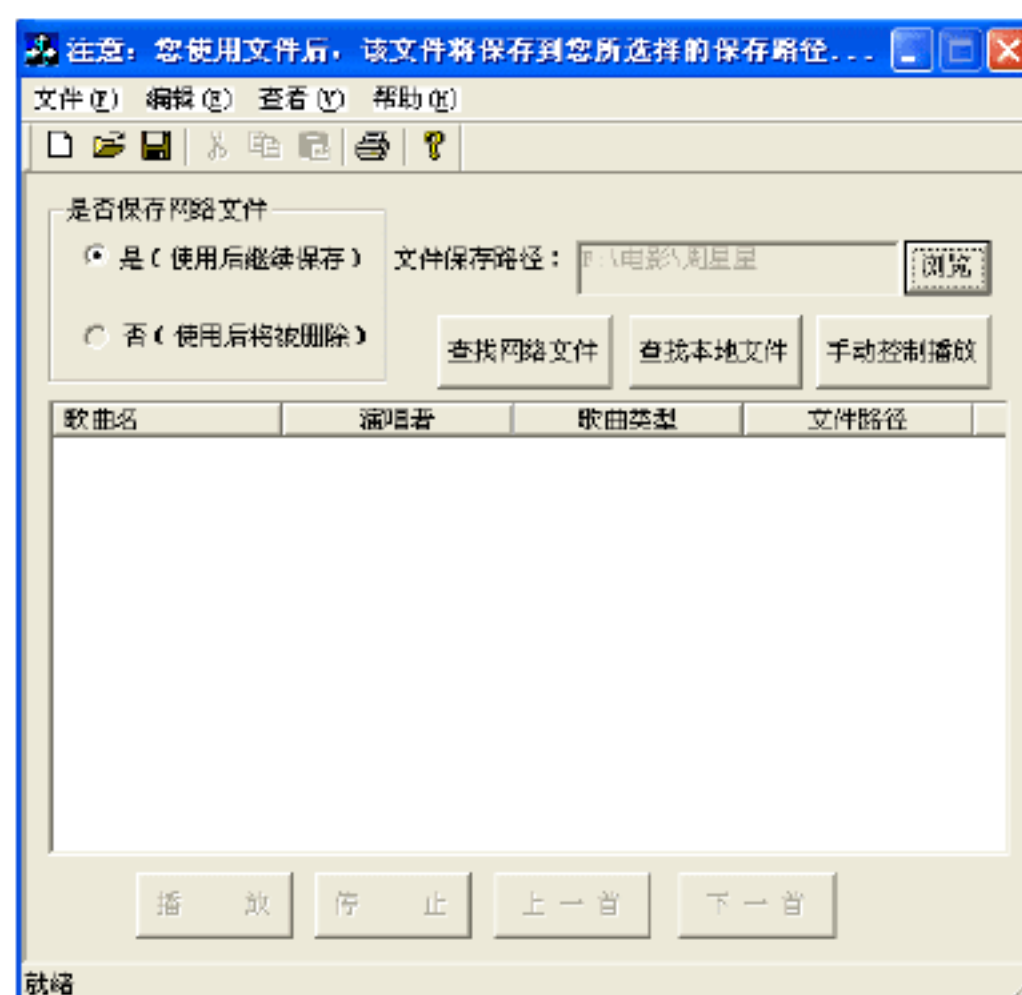 注意：您使用文件后，该文件将保存到您所选择的保存路径...
文件(F) 编辑(E) 查看(V) 帮助(H)
是否保存网络文件
是(使用后继续保存) 文件保存路径： F:\电影\周星星 浏览
否(使用后将被删除) 查找网络文件 查找本地文件 手动控制播放
歌曲名 演唱者 歌曲类型 文件路径
播 放 停 止 上一首 下一首
就绪